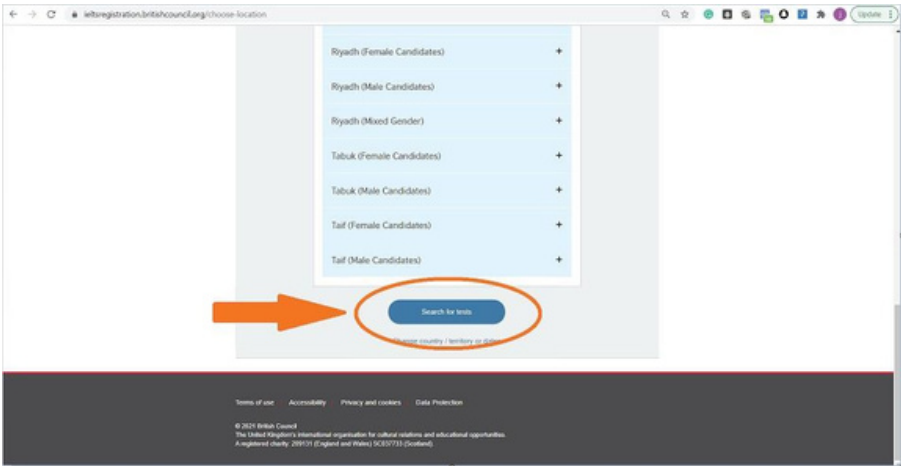 ieltsregistration.britishcouncil.org/choose-location
Update
Riyadh (Female Candidates) +
Riyadh (Male Candidates) +
Riyadh (Mixed Gender) +
Tabuk (Female Candidates) +
Tabuk (Male Candidates) +
Taif (Female Candidates) +
Taif (Male Candidates) +
Search for tests
Change country / territory or dates
Terms of use Accessibility Privacy and cookies Data Protection
© 2021 British Council
The United Kingdom's international organisation for cultural relations and educational opportunities.
A registered charity: 209131 (England and Wales) SC037733 (Scotland).